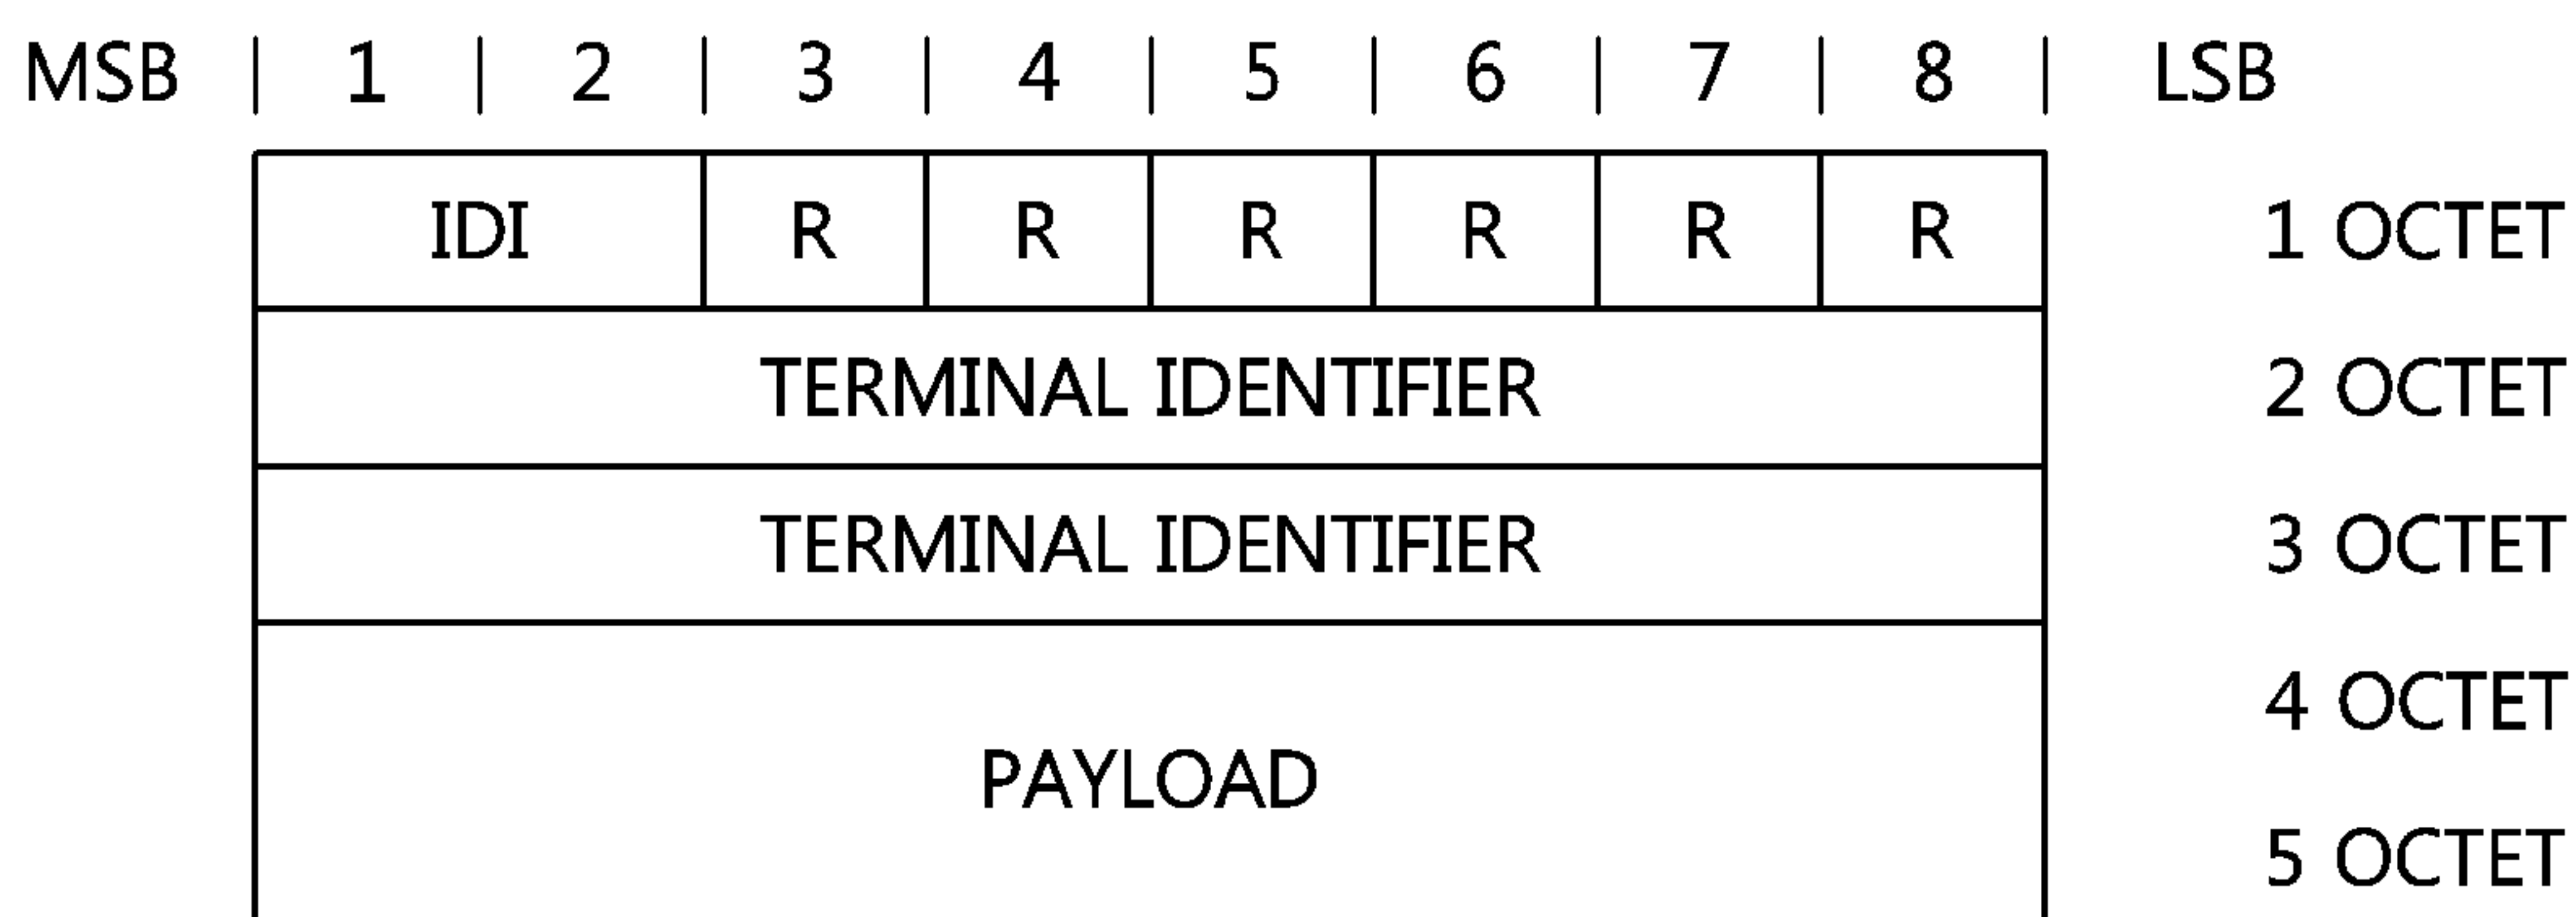 MSB | 1 | 2 | 3 | 4 | 5 | 6 | 7 | 8 | LSB
IDI R R R R R R 1 OCTET
TERMINAL IDENTIFIER 2 OCTET
TERMINAL IDENTIFIER 3 OCTET
4 OCTET
PAYLOAD
5 OCTET